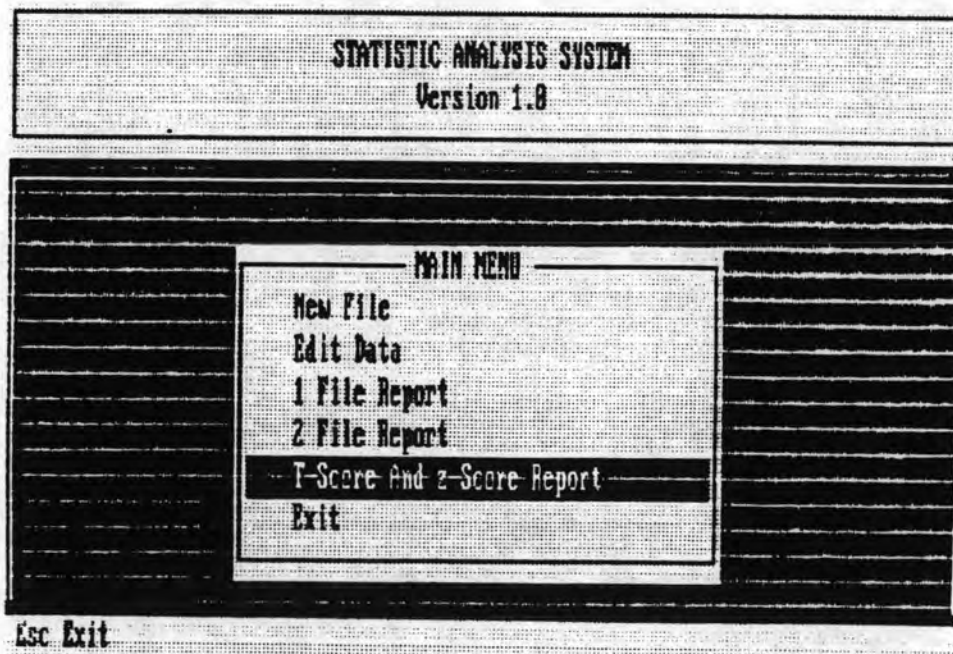 STATISTIC ANALYSIS SYSTEM
Version 1.0
MAIN MENU
New File
Edit Data
1 File Report
2 File Report
T-Score And z-Score Report
Exit
Esc Exit